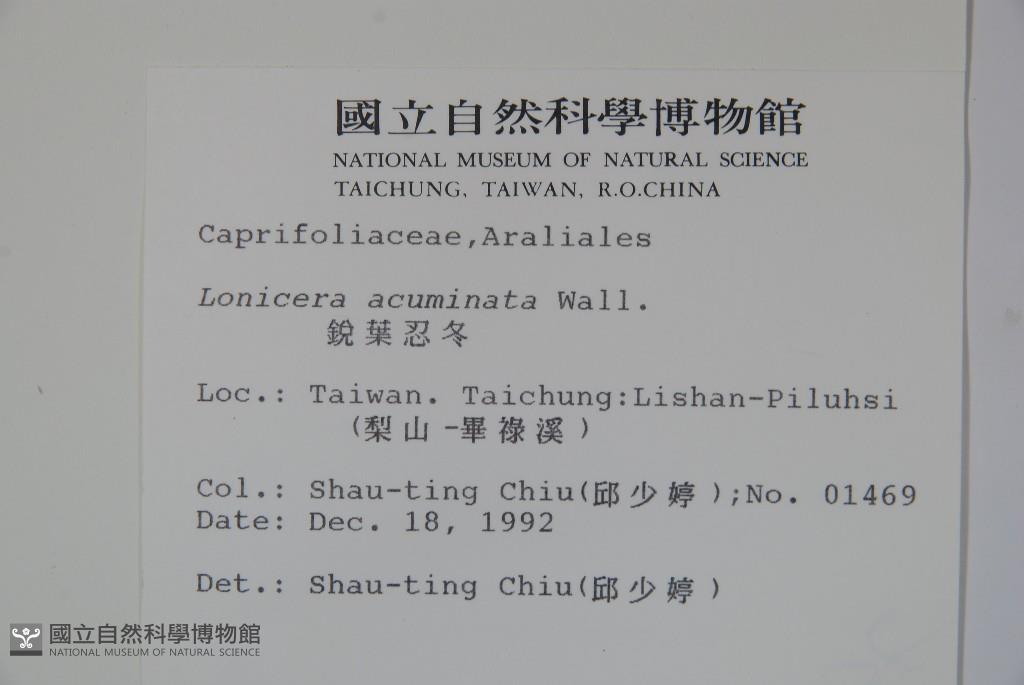 國立自然科學博物館
NATIONAL MUSEUM OF NATURAL SCIENCE
TAICHUNG, TAIWAN, R.O.CHINA
Caprifoliaceae,Araliales
Lonicera acuminata Wall.
銳葉忍冬
Loc.: Taiwan. Taichung:Lishan-Piluhsi
(梨山-畢祿溪)
Col.: Shau-ting Chiu(邱少婷);No. 01469
Date: Dec. 18, 1992
Det.: Shau-ting Chiu(邱少婷)
國立自然科學博物館
NATIONAL MUSEUM OF NATURAL SCIENCE